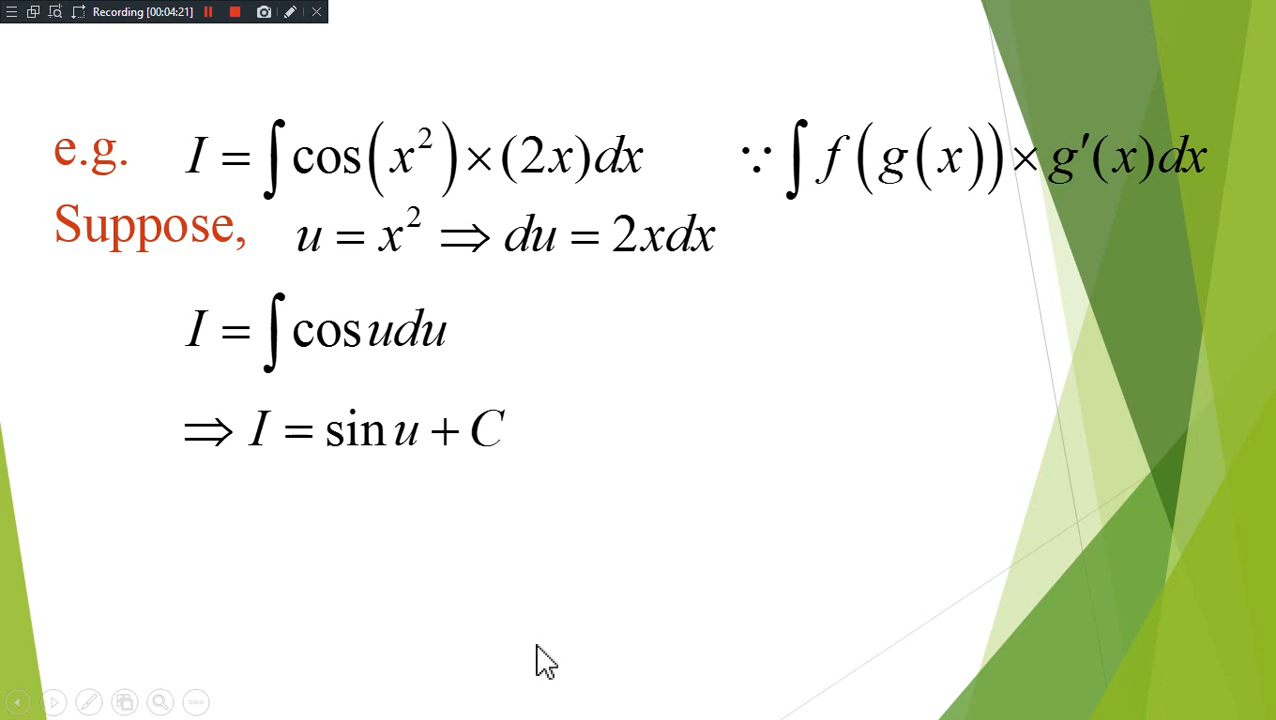 Recording [00:04:21]
e.g. I = ∫ cos(x²) × (2x)dx ∵ ∫ f(g(x)) × g′(x)dx
Suppose, u = x² ⇒ du = 2xdx
I = ∫ cos udu
⇒ I = sin u + C